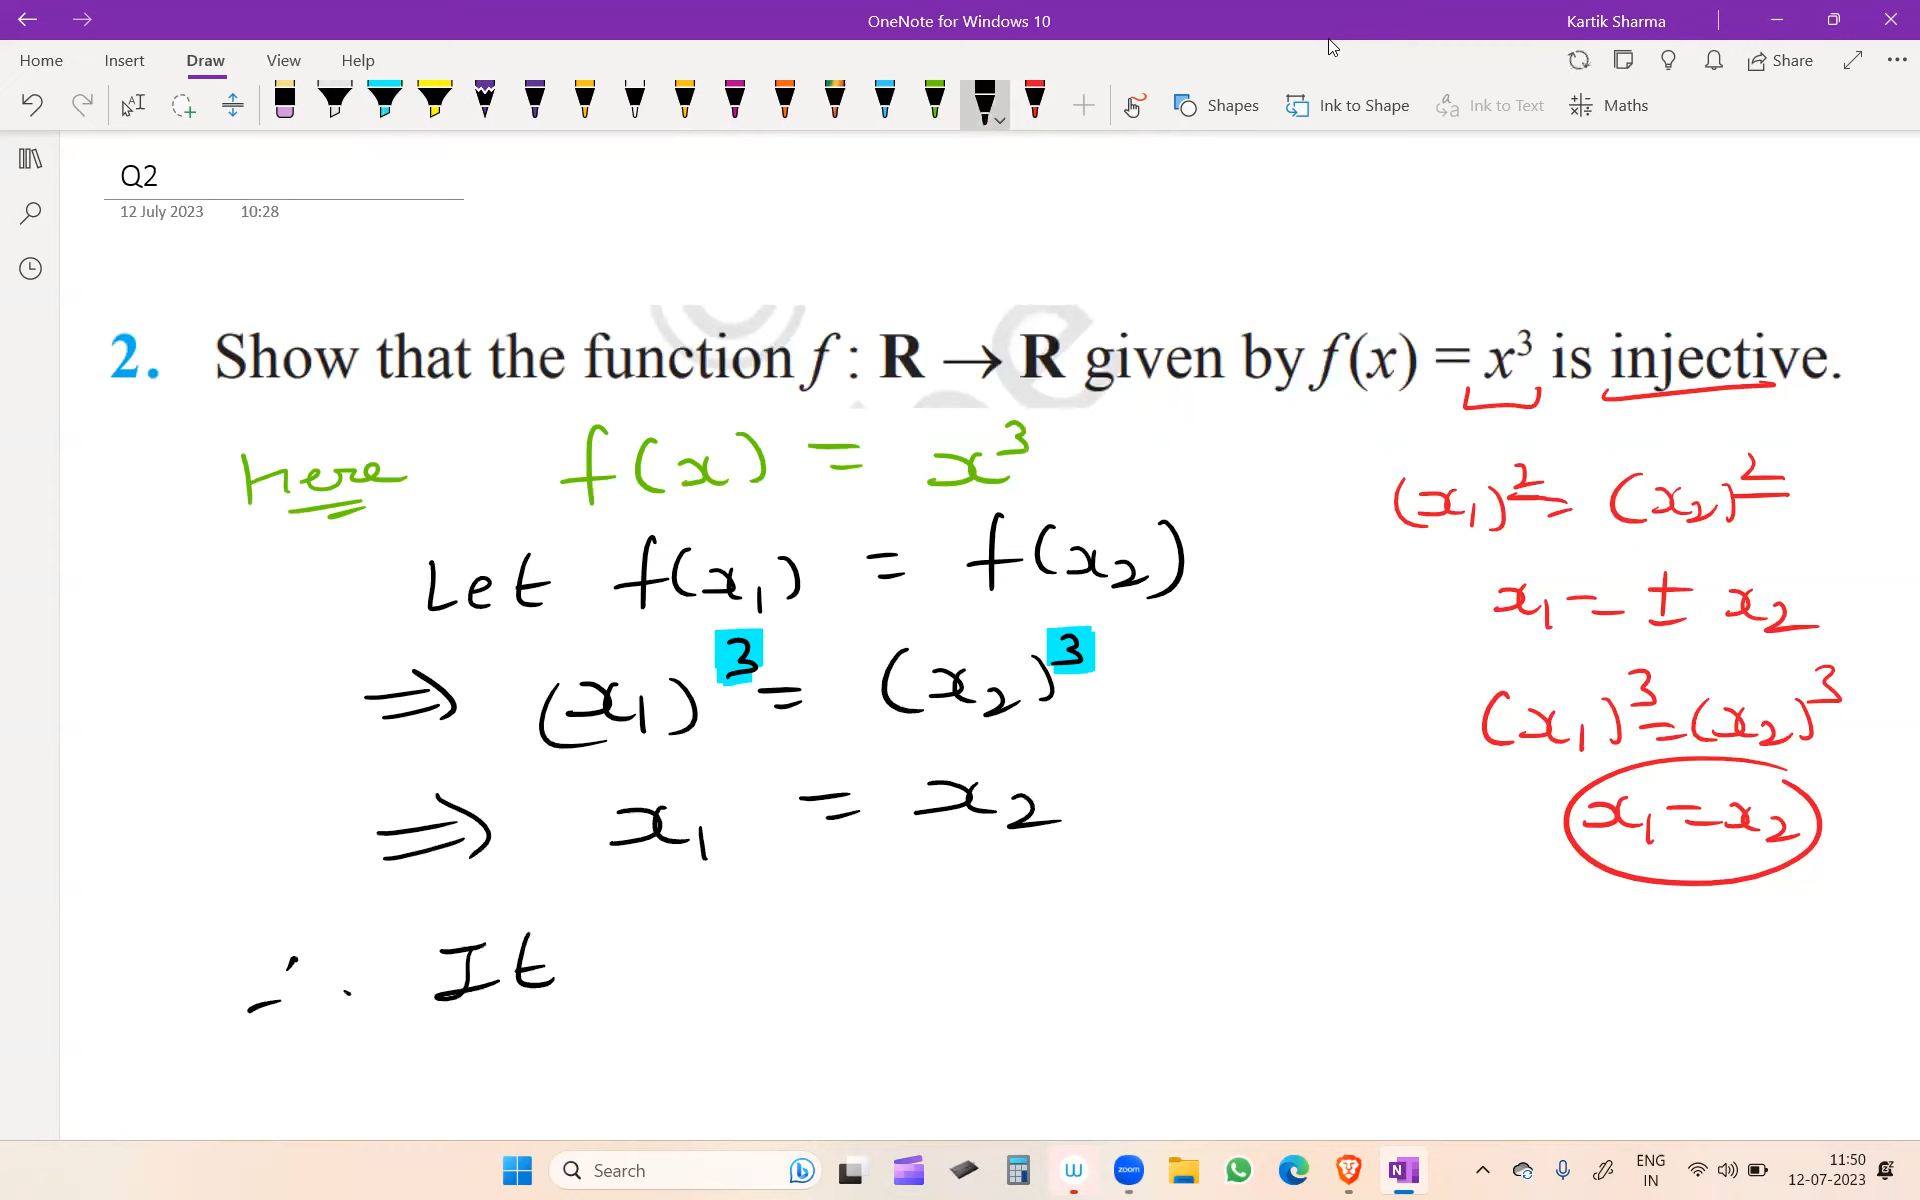 OneNote for Windows 10
Kartik Sharma
Home Insert Draw View Help
Share
Shapes Ink to Shape Ink to Text Maths
Q2
12 July 2023 10:28
2. Show that the function f : R → R given by f(x) = x³ is injective.
here f(x) = x³
Let f(x₁) = f(x₂)
⇒ (x₁)³ = (x₂)³
⇒ x₁ = x₂
∴ It
(x₁)² = (x₂)²
x₁ = ± x₂
(x₁)³ = (x₂)³
x₁ = x₂
Search
zoom
ENG
IN
11:50
12-07-2023